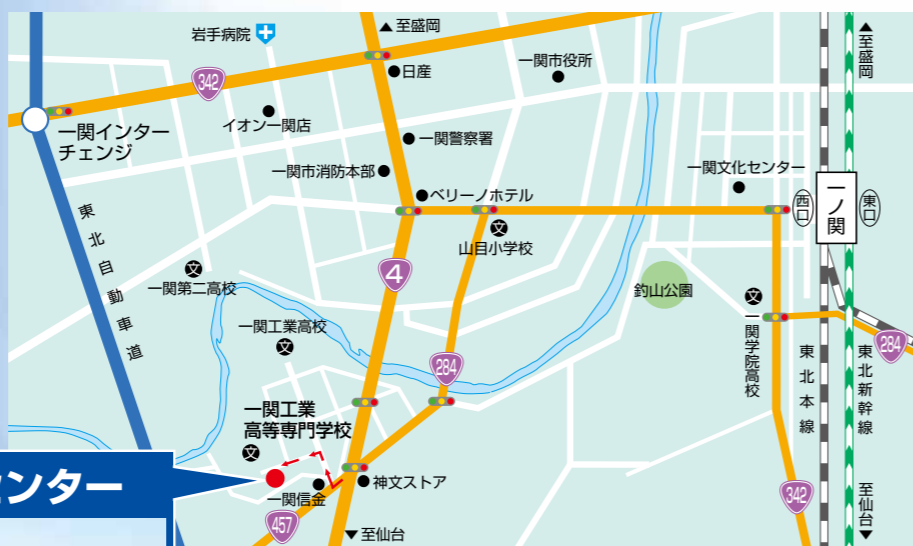 岩手病院
▲至盛岡
日産
一関市役所
▲至盛岡
342
イオン一関店
一関インター
チェンジ
一関警察署
一関市消防本部
ベリーノホテル
一関文化センター
西口
一ノ関
東口
東北自動車道
山目小学校
文
一関第二高校
文
4
釣山公園
一関工業高校
文
284
文
一関学院高校
284
東北本線
東北新幹線
一関工業
高等専門学校
文
ンター
一関信金
神文ストア
457
▼至仙台
342
至仙台▼